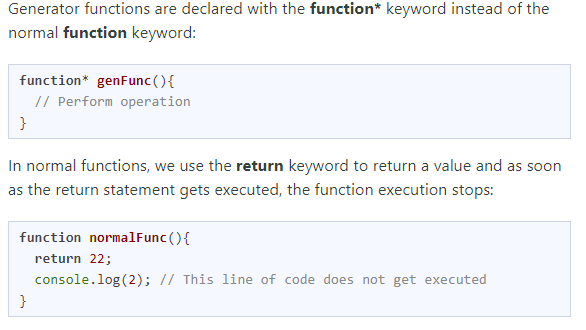 Generator functions are declared with the function* keyword instead of the
normal function keyword:
function* genFunc(){
  // Perform operation
}
In normal functions, we use the return keyword to return a value and as soon
as the return statement gets executed, the function execution stops:
function normalFunc(){
  return 22;
  console.log(2); // This line of code does not get executed
}